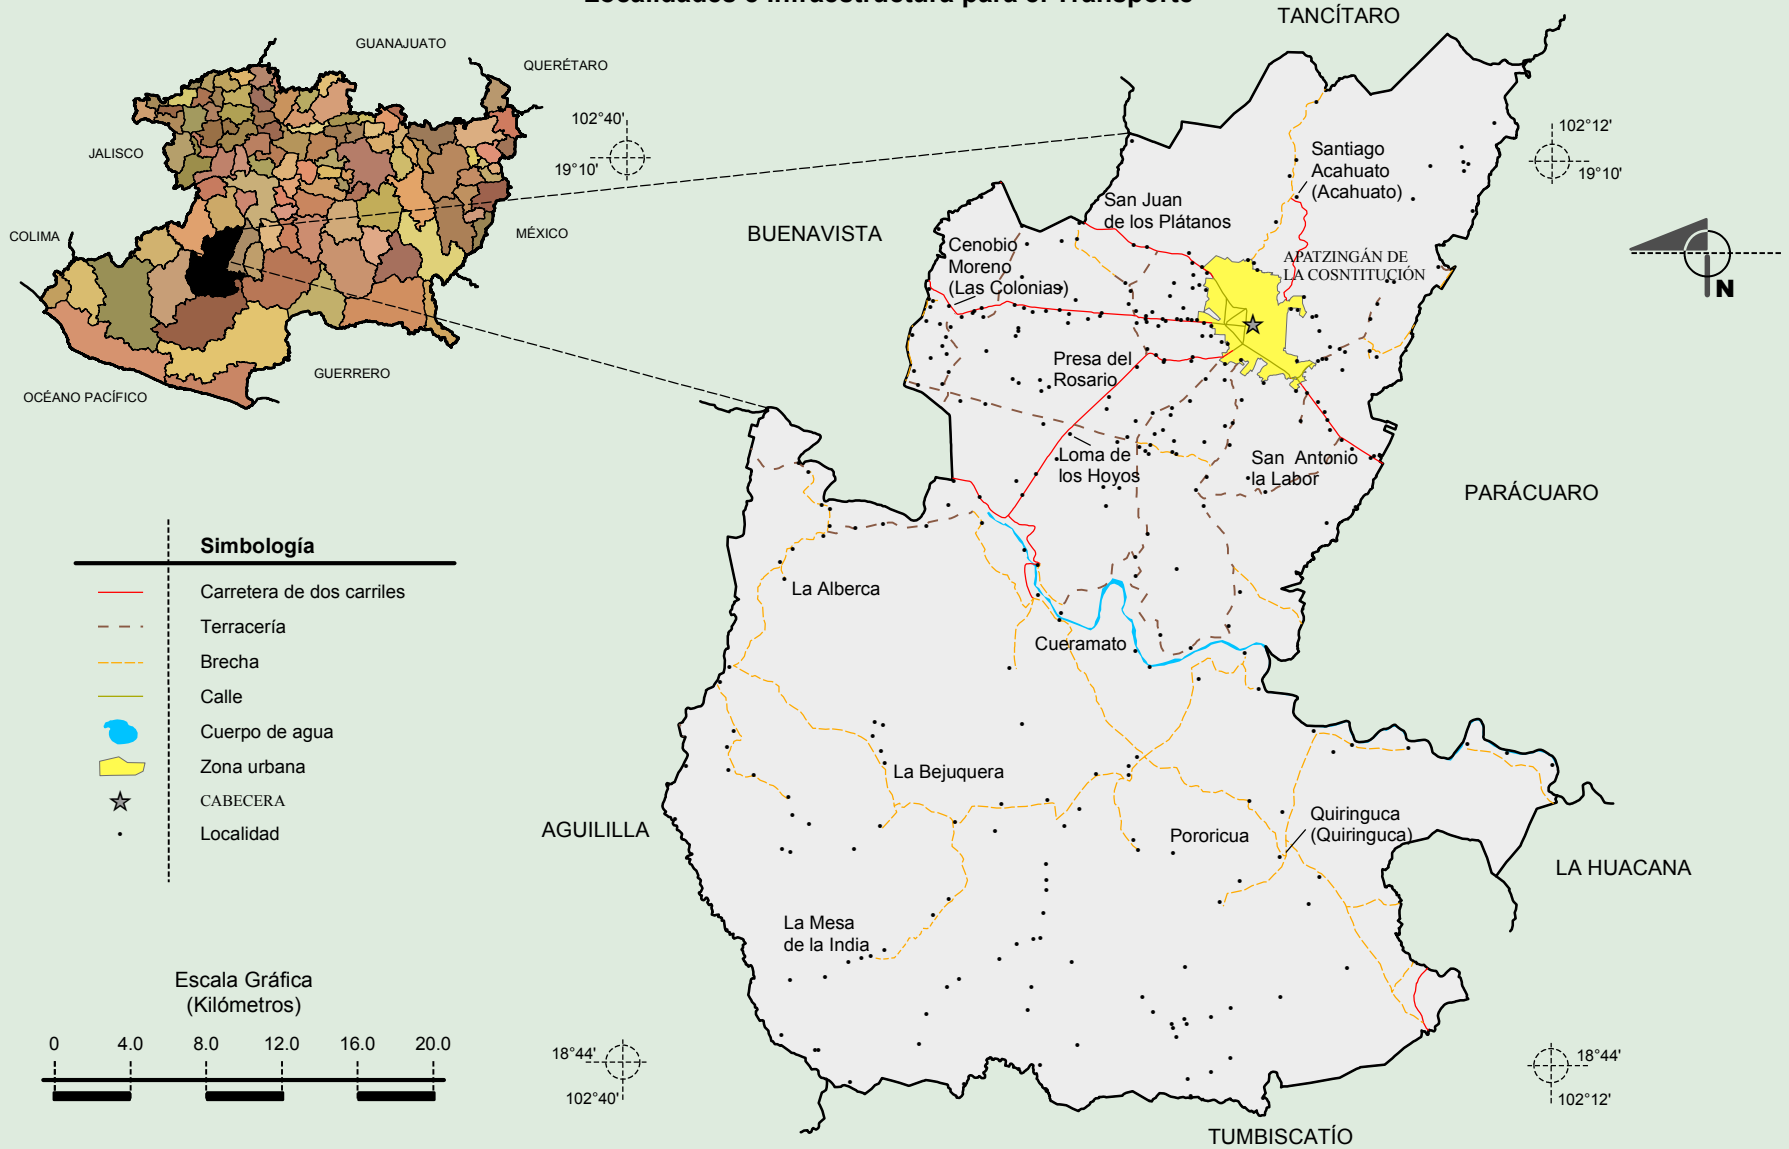 Localidades e Infraestructura para el Transporte
TANCÍTARO
GUANAJUATO
QUERÉTARO
102°40'
19°10'
JALISCO
COLIMA
MÉXICO
GUERRERO
OCÉANO PACÍFICO
102°12'
19°10'
N
BUENAVISTA
Santiago
Acahuato
(Acahuato)
San Juan
de los Plátanos
Cenobio
Moreno
(Las Colonias)
APATZINGÁN DE
LA COSNTITUCIÓN
Presa del
Rosario
Loma de
los Hoyos
San Antonio
la Labor
PARÁCUARO
La Alberca
Cueramato
La Bejuquera
AGUILILLA
Pororicua
Quiringuca
(Quiringuca)
LA HUACANA
La Mesa
de la India
Simbología
Carretera de dos carriles
Terracería
Brecha
Calle
Cuerpo de agua
Zona urbana
CABECERA
Localidad
Escala Gráfica
(Kilómetros)
0 4.0 8.0 12.0 16.0 20.0
18°44'
102°40'
18°44'
102°12'
TUMBISCATÍO